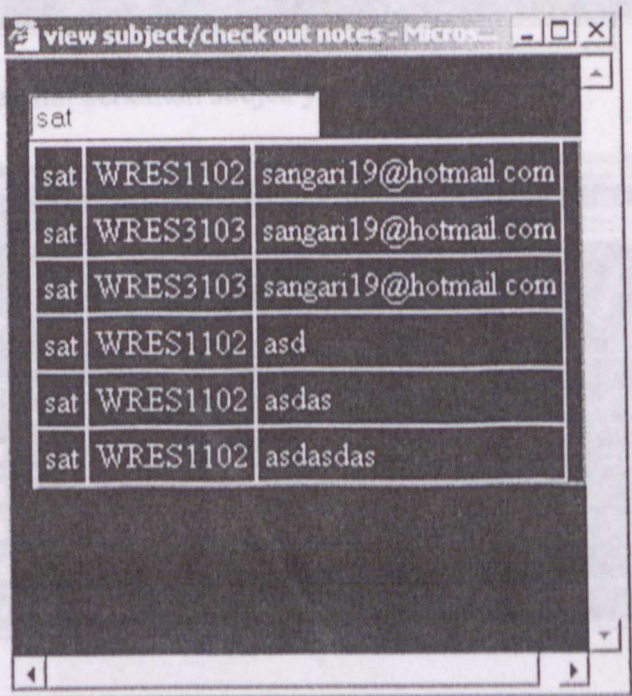 view subject/check out notes - Micros...
sat
sat WRES1102 sangari19@hotmail.com
sat WRES3103 sangari19@hotmail.com
sat WRES3103 sangari19@hotmail.com
sat WRES1102 asd
sat WRES1102 asdas
sat WRES1102 asdasdas